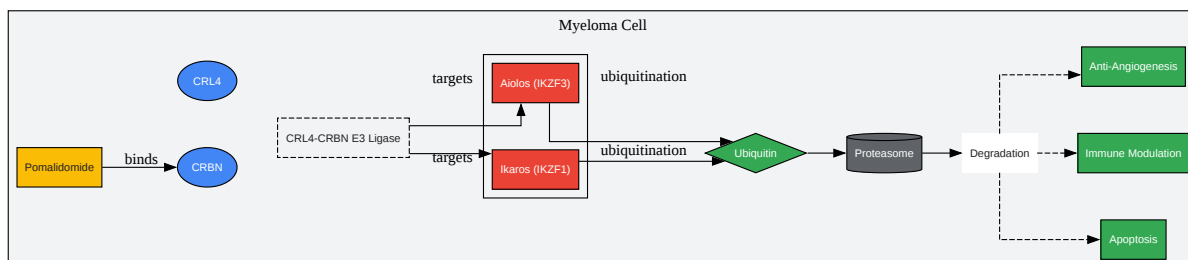 Myeloma Cell
CRL4
Pomalidomide
binds
CRBN
CRL4-CRBN E3 Ligase
targets
targets
Aiolos (IKZF3)
Ikaros (IKZF1)
ubiquitination
ubiquitination
Ubiquitin
Proteasome
Degradation
Anti-Angiogenesis
Immune Modulation
Apoptosis